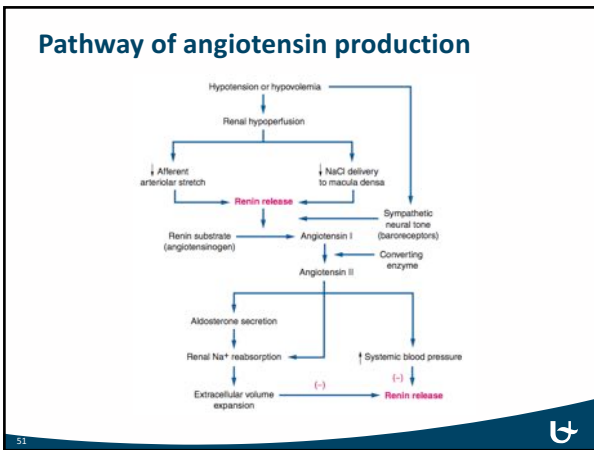 Pathway of angiotensin production
Hypotension or hypovolemia
Renal hypoperfusion
↓ Afferent
arteriolar stretch
↓ NaCl delivery
to macula densa
Renin release
Sympathetic
neural tone
(baroreceptors)
Renin substrate
(angiotensinogen)
Angiotensin I
Converting
enzyme
Angiotensin II
Aldosterone secretion
Renal Na⁺ reabsorption
↑ Systemic blood pressure
(–)
(–)
Extracellular volume
expansion
Renin release
51